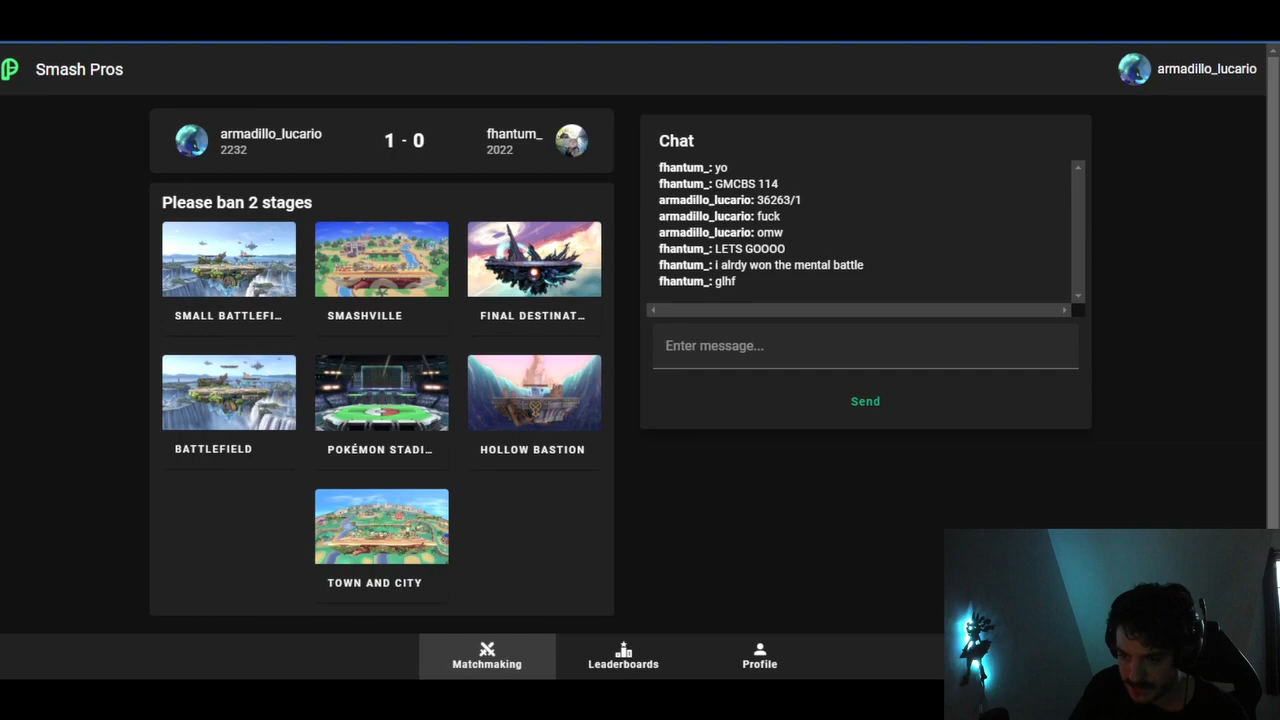 Smash Pros
armadillo_lucario
armadillo_lucario
2232
1 - 0
fhantum_
2022
Please ban 2 stages
SMALL BATTLEFI...
SMASHVILLE
FINAL DESTINAT...
BATTLEFIELD
POKÉMON STADI...
HOLLOW BASTION
TOWN AND CITY
Chat
fhantum_: yo
fhantum_: GMCBS 114
armadillo_lucario: 36263/1
armadillo_lucario: fuck
armadillo_lucario: omw
fhantum_: LETS GOOOO
fhantum_: i alrdy won the mental battle
fhantum_: glhf
Enter message...
Send
Matchmaking
Leaderboards
Profile